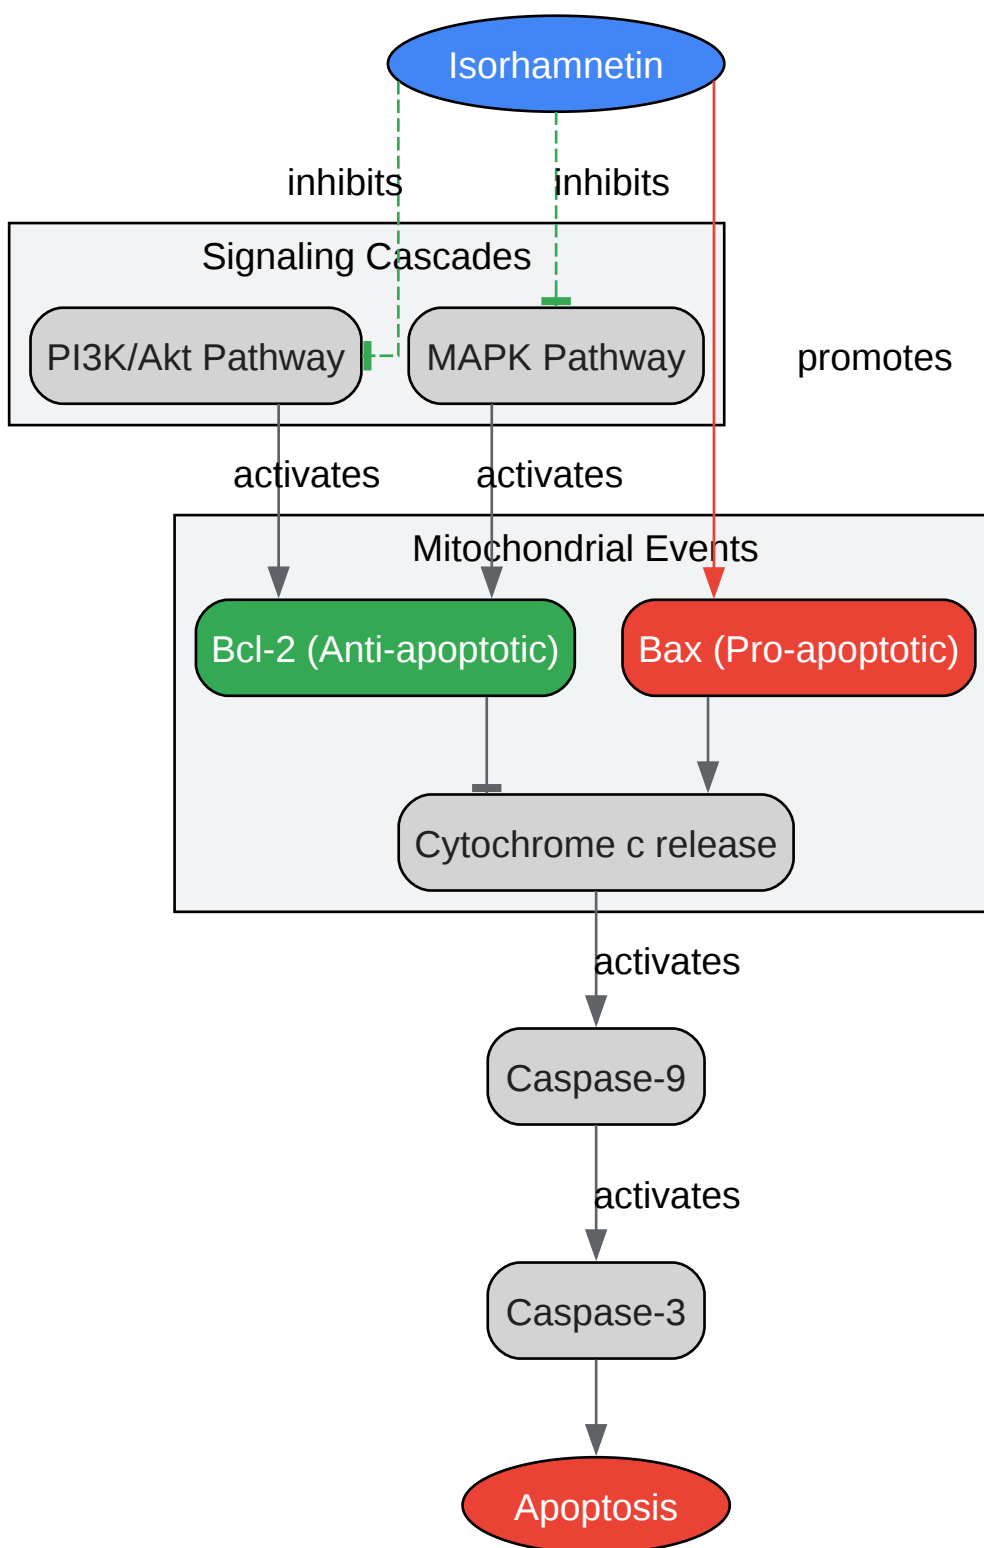 Isorhamnetin
inhibits
inhibits
Signaling Cascades
PI3K/Akt Pathway
MAPK Pathway
promotes
activates
activates
Mitochondrial Events
Bcl-2 (Anti-apoptotic)
Bax (Pro-apoptotic)
Cytochrome c release
activates
Caspase-9
activates
Caspase-3
Apoptosis